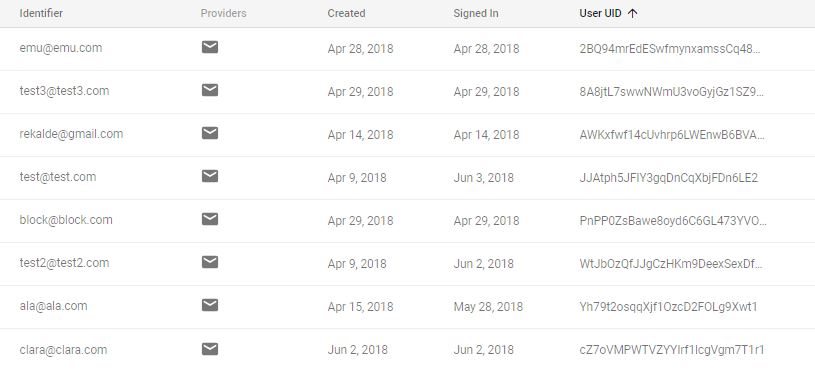 Identifier Providers Created Signed In User UID ↑
emu@emu.com Apr 28, 2018 Apr 28, 2018 2BQ94mrEdESwfmynxamssCq48...
test3@test3.com Apr 29, 2018 Apr 29, 2018 8A8jtL7swwNWmU3voGyjGz1SZ9...
rekalde@gmail.com Apr 14, 2018 Apr 14, 2018 AWKxfwf14cUvhrp6LWEnwB6BVA...
test@test.com Apr 9, 2018 Jun 3, 2018 JJAtph5JFIY3gqDnCqXbjFDn6LE2
block@block.com Apr 29, 2018 Apr 29, 2018 PnPP0ZsBawe8oyd6C6GL473YVO...
test2@test2.com Apr 9, 2018 Jun 2, 2018 WtJbOzQfJJgCzHKm9DeexSexDf...
ala@ala.com Apr 15, 2018 May 28, 2018 Yh79t2osqqXjf1OzcD2FOLg9Xwt1
clara@clara.com Jun 2, 2018 Jun 2, 2018 cZ7oVMPWTVZYYIrf1IcgVgm7T1r1